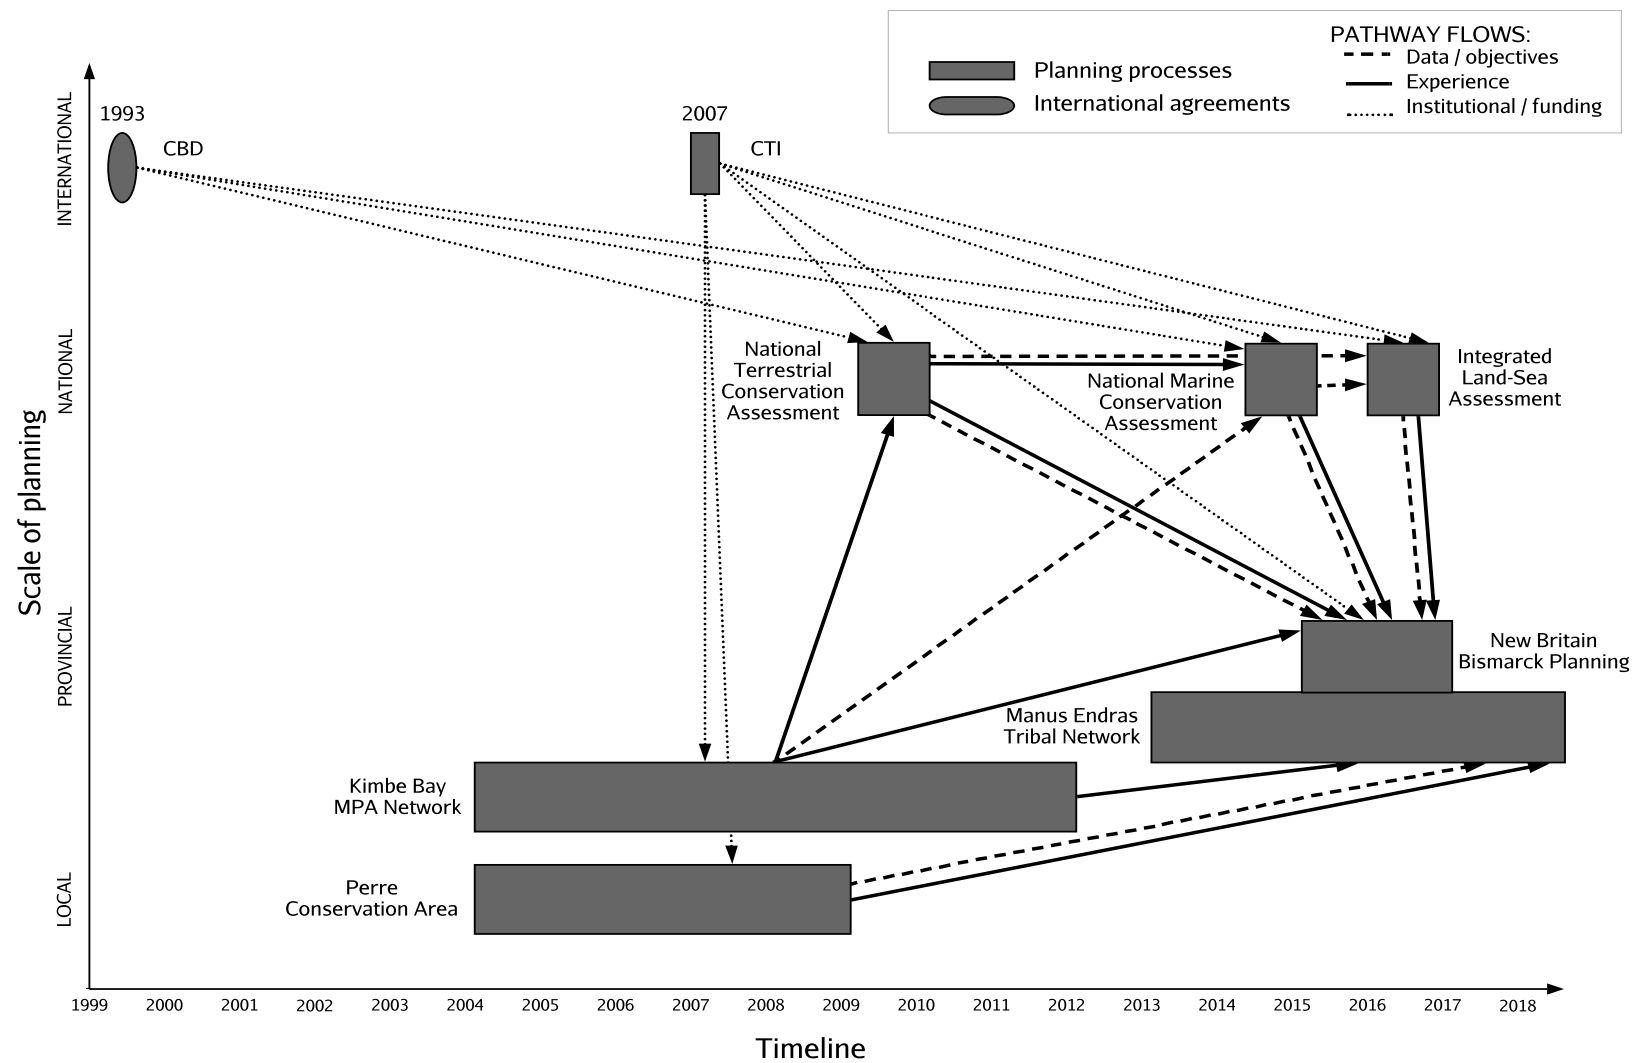 PATHWAY FLOWS:
Planning processes
International agreements
Data / objectives
Experience
Institutional / funding
Scale of planning
INTERNATIONAL
NATIONAL
PROVINCIAL
LOCAL
1993
CBD
2007
CTI
National
Terrestrial
Conservation
Assessment
National Marine
Conservation
Assessment
Integrated
Land-Sea
Assessment
New Britain
Bismarck Planning
Manus Endras
Tribal Network
Kimbe Bay
MPA Network
Perre
Conservation Area
1999 2000 2001 2002 2003 2004 2005 2006 2007 2008 2009 2010 2011 2012 2013 2014 2015 2016 2017 2018
Timeline